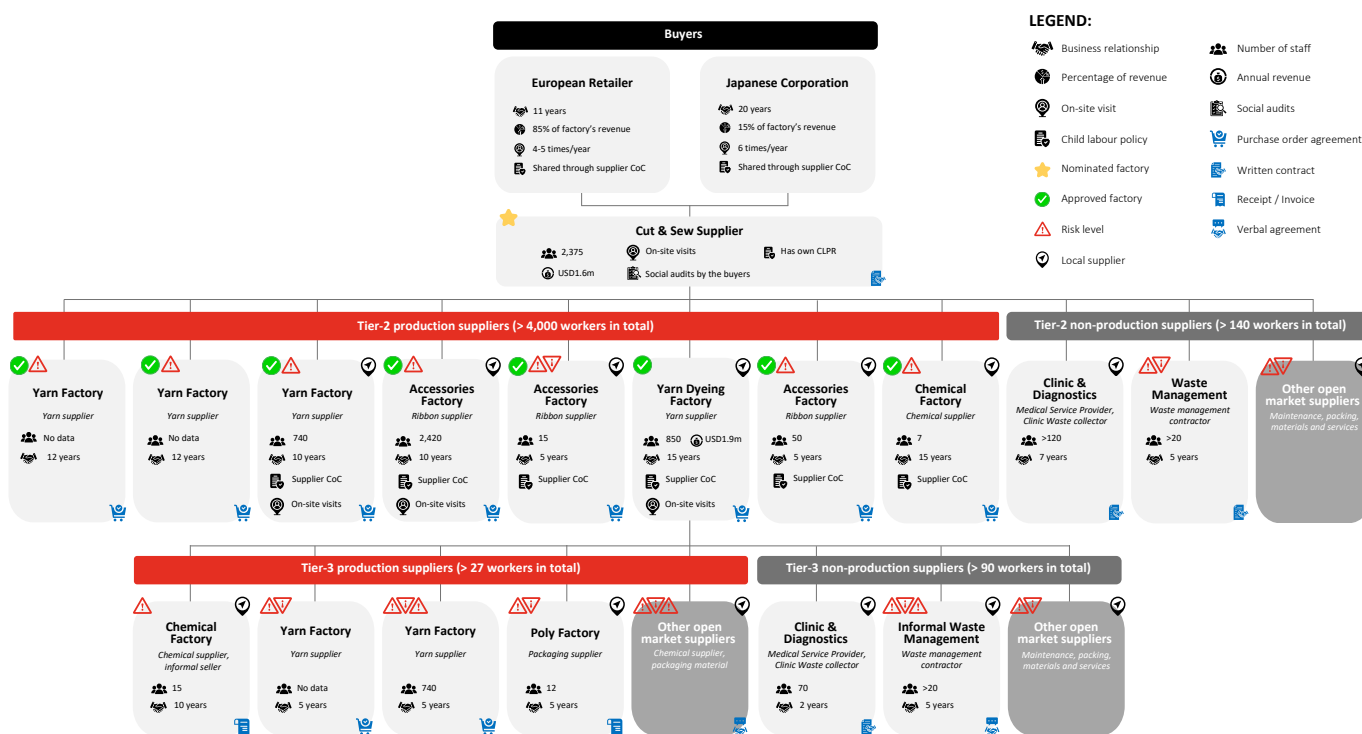 Buyers
European Retailer
11 years
85% of factory's revenue
4-5 times/year
Shared through supplier CoC
Japanese Corporation
20 years
15% of factory's revenue
6 times/year
Shared through supplier CoC
LEGEND:
Business relationship
Number of staff
Percentage of revenue
Annual revenue
On-site visit
Social audits
Child labour policy
Purchase order agreement
Nominated factory
Written contract
Approved factory
Receipt / Invoice
Risk level
Verbal agreement
Local supplier
Cut & Sew Supplier
2,375
On-site visits
Has own CLPR
USD1.6m
Social audits by the buyers
Tier-2 production suppliers (> 4,000 workers in total)
Tier-2 non-production suppliers (> 140 workers in total)
Yarn Factory
Yarn supplier
No data
12 years
Yarn Factory
Yarn supplier
No data
12 years
Yarn Factory
Yarn supplier
740
10 years
Supplier CoC
On-site visits
Accessories
Factory
Ribbon supplier
2,420
10 years
Supplier CoC
On-site visits
Accessories
Factory
Ribbon supplier
15
5 years
Supplier CoC
Yarn Dyeing
Factory
Yarn supplier
850
USD1.9m
15 years
Supplier CoC
On-site visits
Accessories
Factory
Ribbon supplier
50
5 years
Supplier CoC
Chemical
Factory
Chemical supplier
7
15 years
Supplier CoC
Clinic &
Diagnostics
Medical Service Provider,
Clinic Waste collector
>120
7 years
Waste
Management
Waste management
contractor
>20
5 years
Other open
market suppliers
Maintenance, packing,
materials and services
Tier-3 production suppliers (> 27 workers in total)
Tier-3 non-production suppliers (> 90 workers in total)
Chemical
Factory
Chemical supplier,
informal seller
15
10 years
Yarn Factory
Yarn supplier
No data
5 years
Yarn Factory
Yarn supplier
740
5 years
Poly Factory
Packaging supplier
12
5 years
Other open
market suppliers
Chemical supplier,
packaging material
Clinic &
Diagnostics
Medical Service Provider,
Clinic Waste collector
70
2 years
Informal Waste
Management
Waste management
contractor
>20
5 years
Other open
market suppliers
Maintenance, packing,
materials and services